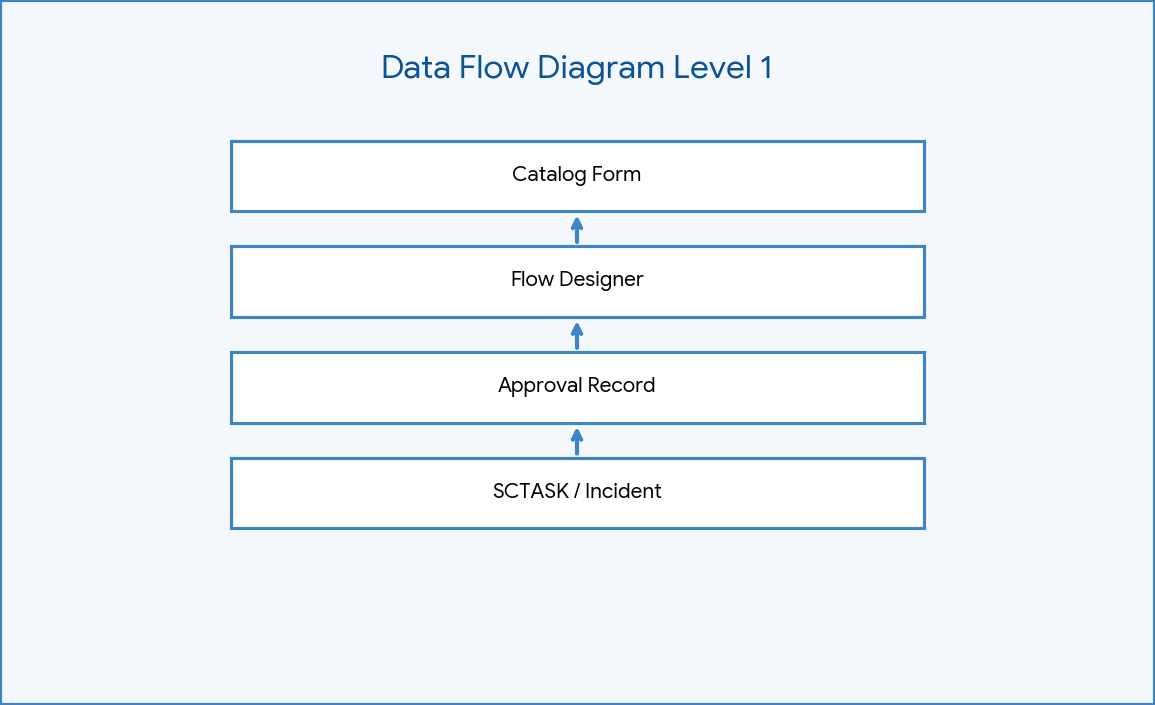 Data Flow Diagram Level 1
Catalog Form
Flow Designer
Approval Record
SCTASK / Incident